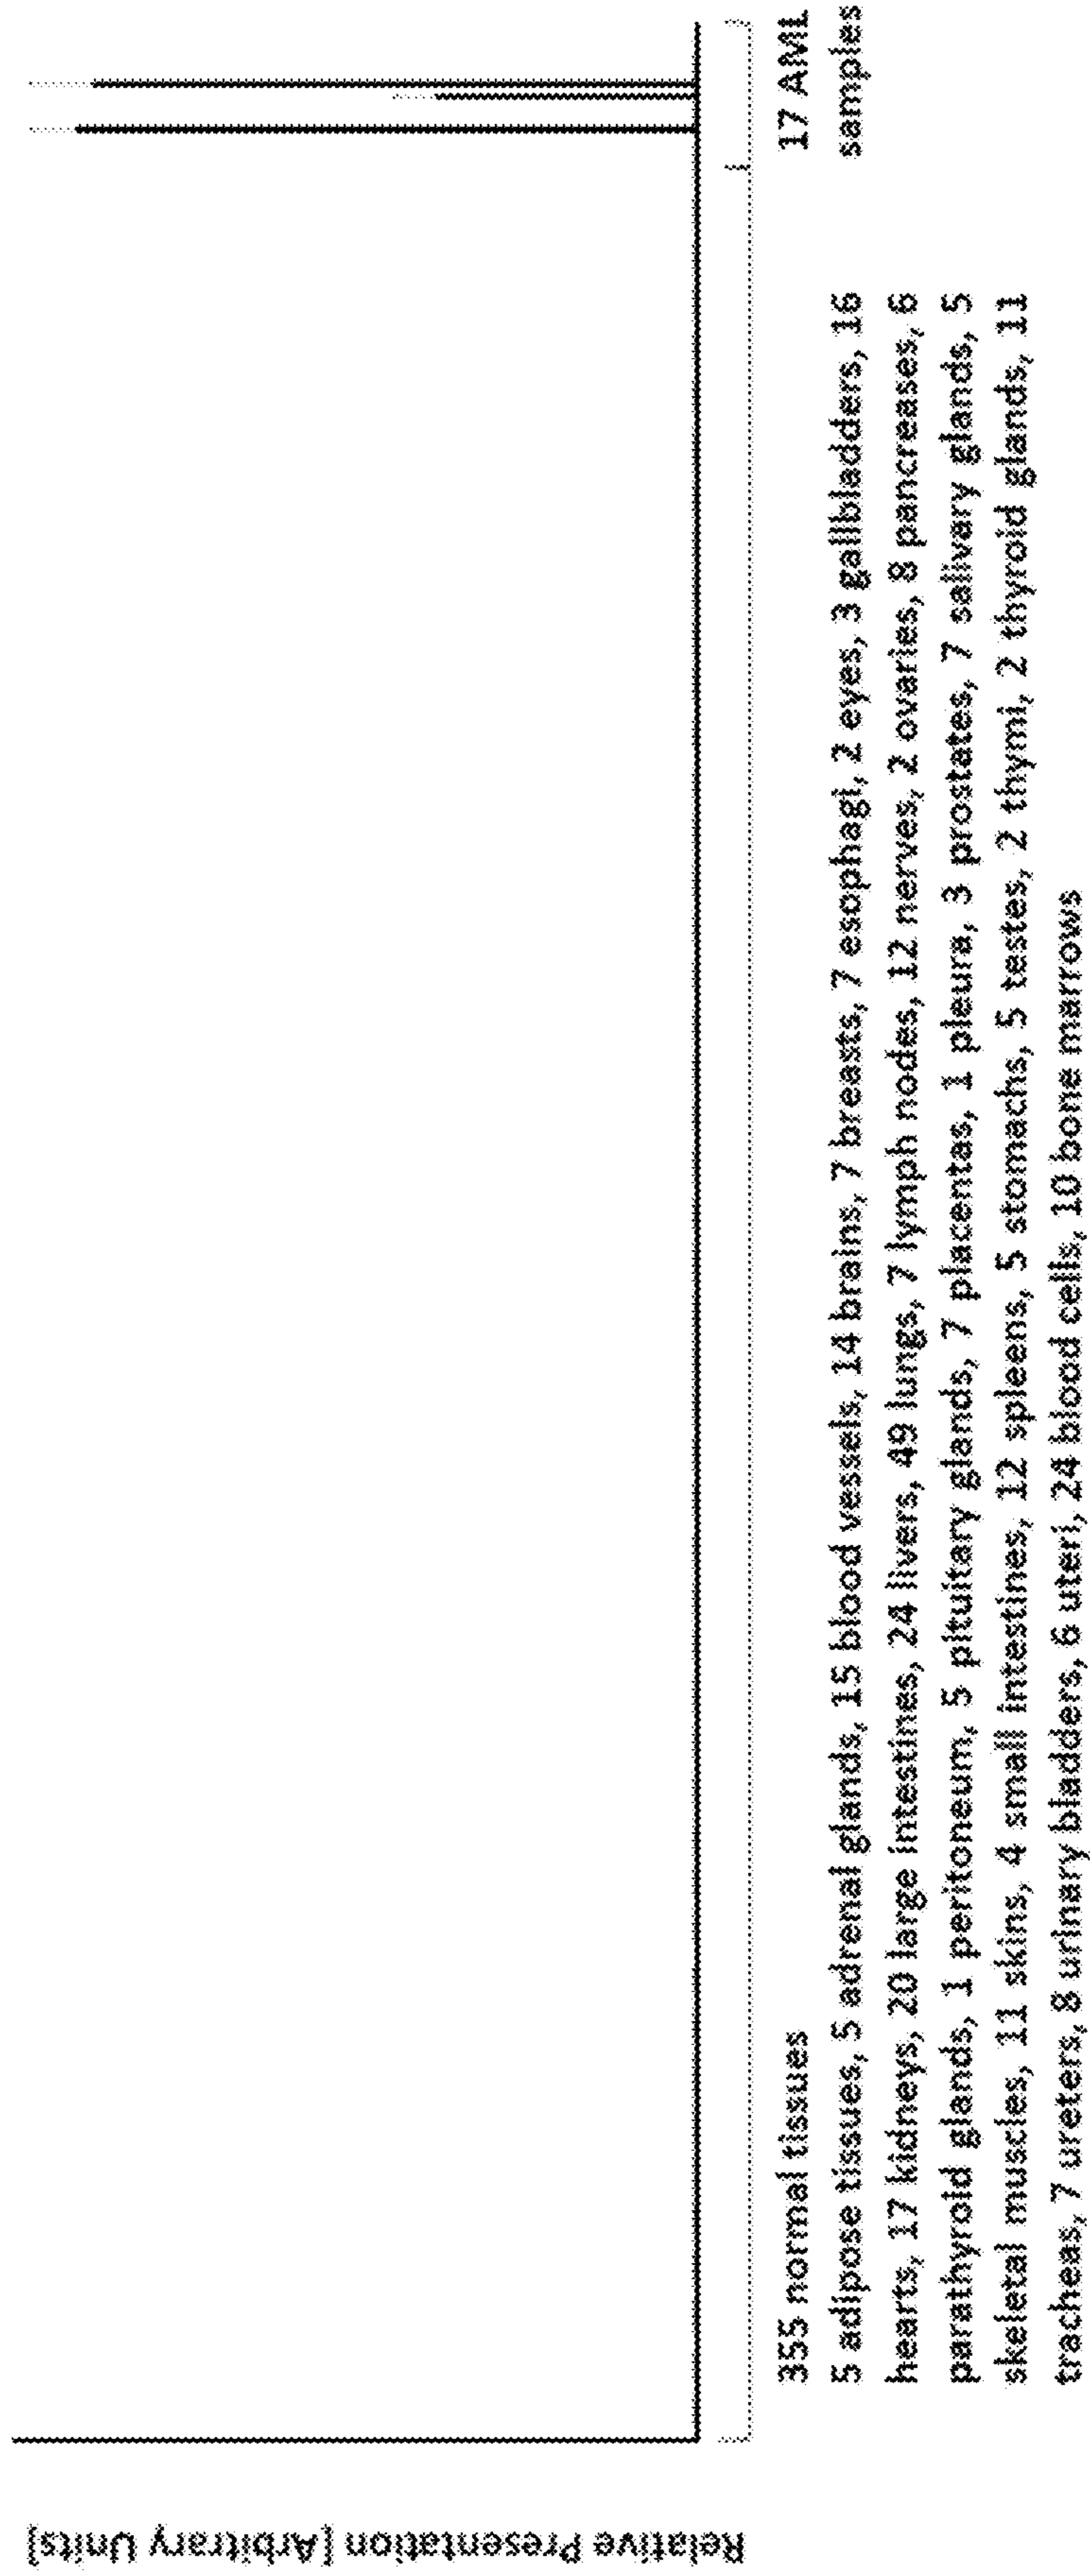 Relative Presentation [Arbitrary Units]
355 normal tissues
17 AML
samples
5 adipose tissues, 5 adrenal glands, 15 blood vessels, 14 brains, 7 breasts, 7 esophagi, 2 eyes, 3 gallbladders, 16
hearts, 17 kidneys, 20 large intestines, 24 livers, 49 lungs, 7 lymph nodes, 12 nerves, 2 ovaries, 8 pancreases, 6
parathyroid glands, 1 peritoneum, 5 pituitary glands, 7 placentas, 1 pleura, 3 prostates, 7 salivary glands, 5
skeletal muscles, 11 skins, 4 small intestines, 12 spleens, 5 stomachs, 5 testes, 2 thymi, 2 thyroid glands, 11
tracheas, 7 ureters, 8 urinary bladders, 6 uteri, 24 blood cells, 10 bone marrows